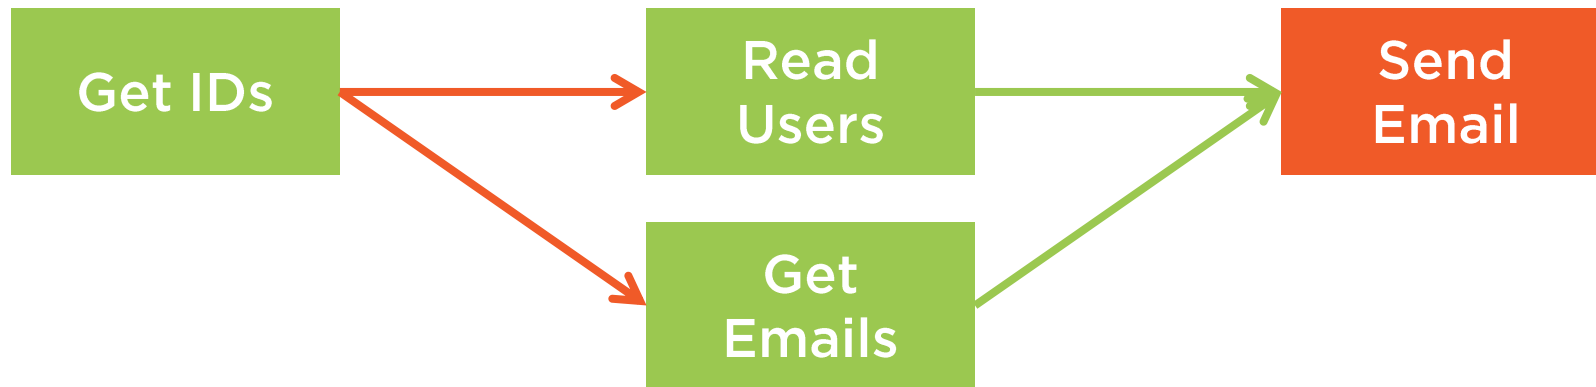 Get IDs
Read
Users
Send
Email
Get
Emails